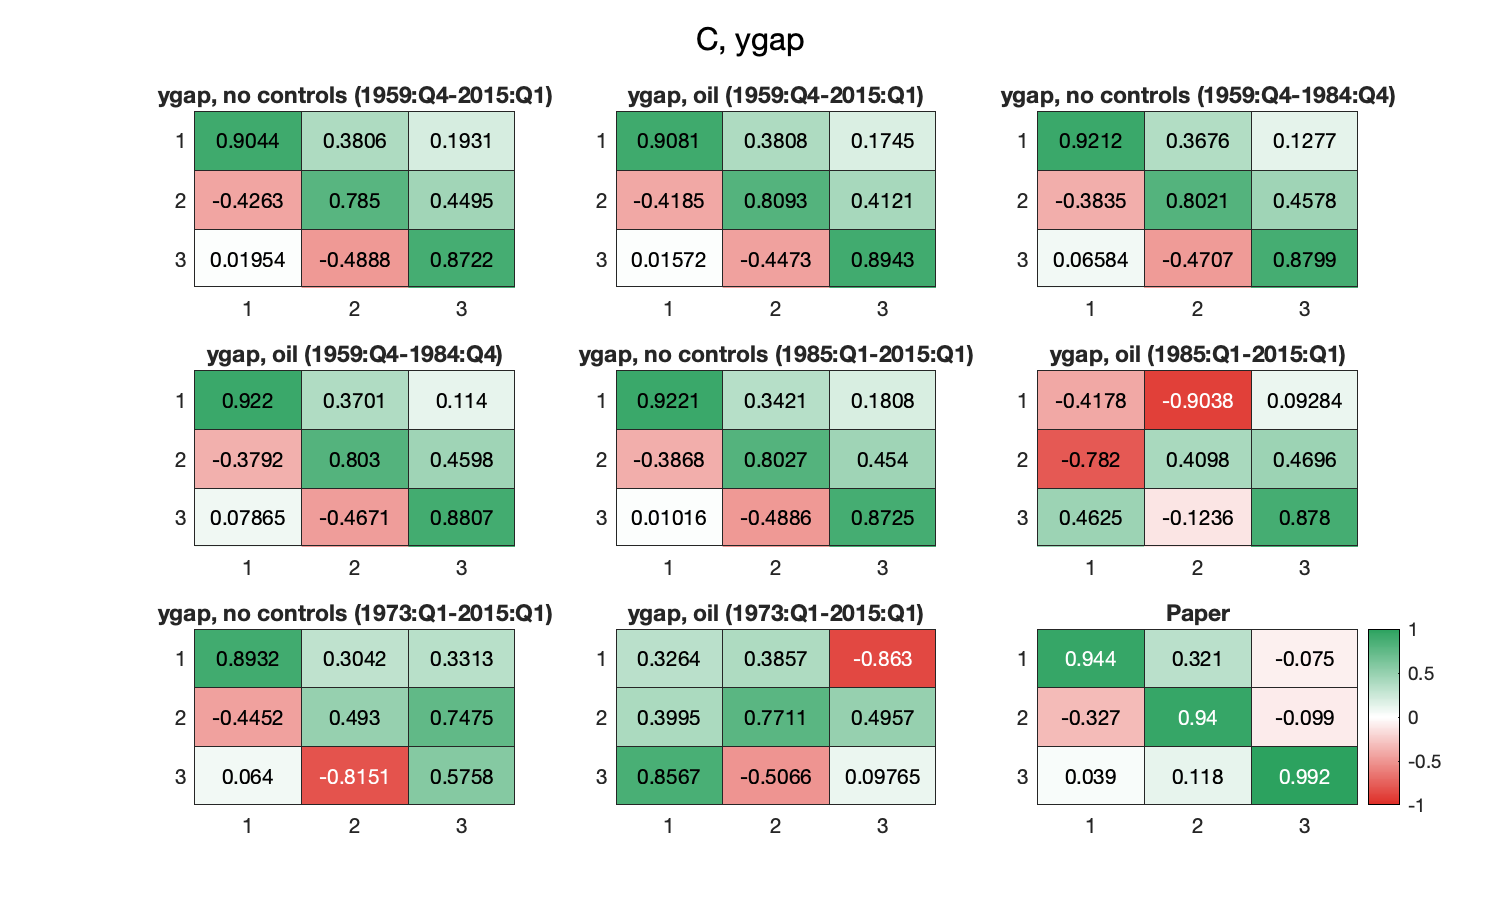 C, ygap
ygap, no controls (1959:Q4-2015:Q1)
1 0.9044 0.3806 0.1931
2 -0.4263 0.785 0.4495
3 0.01954 -0.4888 0.8722
1 2 3
ygap, oil (1959:Q4-2015:Q1)
1 0.9081 0.3808 0.1745
2 -0.4185 0.8093 0.4121
3 0.01572 -0.4473 0.8943
1 2 3
ygap, no controls (1959:Q4-1984:Q4)
1 0.9212 0.3676 0.1277
2 -0.3835 0.8021 0.4578
3 0.06584 -0.4707 0.8799
1 2 3
ygap, oil (1959:Q4-1984:Q4)
1 0.922 0.3701 0.114
2 -0.3792 0.803 0.4598
3 0.07865 -0.4671 0.8807
1 2 3
ygap, no controls (1985:Q1-2015:Q1)
1 0.9221 0.3421 0.1808
2 -0.3868 0.8027 0.454
3 0.01016 -0.4886 0.8725
1 2 3
ygap, oil (1985:Q1-2015:Q1)
1 -0.4178 -0.9038 0.09284
2 -0.782 0.4098 0.4696
3 0.4625 -0.1236 0.878
1 2 3
ygap, no controls (1973:Q1-2015:Q1)
1 0.8932 0.3042 0.3313
2 -0.4452 0.493 0.7475
3 0.064 -0.8151 0.5758
1 2 3
ygap, oil (1973:Q1-2015:Q1)
1 0.3264 0.3857 -0.863
2 0.3995 0.7711 0.4957
3 0.8567 -0.5066 0.09765
1 2 3
Paper
1 0.944 0.321 -0.075
2 -0.327 0.94 -0.099
3 0.039 0.118 0.992
1 2 3
1
0.5
0
-0.5
-1